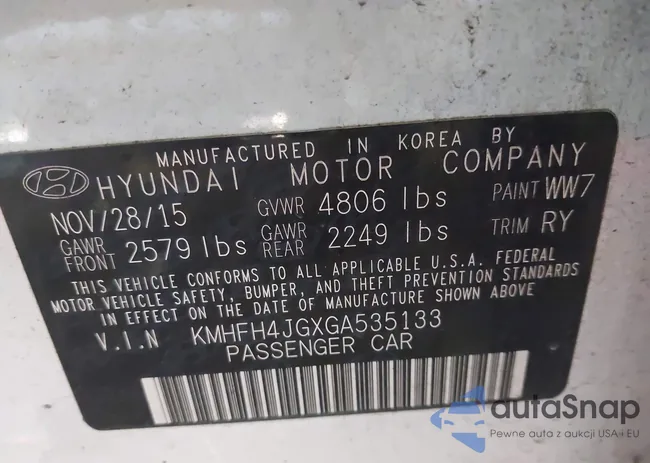 MANUFACTURED IN KOREA BY
HYUNDAI MOTOR COMPANY
NOV/28/15 GVWR 4806 lbs PAINT WW7
GAWR FRONT 2579 lbs GAWR REAR 2249 lbs TRIM RY
THIS VEHICLE CONFORMS TO ALL APPLICABLE U.S.A. FEDERAL
MOTOR VEHICLE SAFETY, BUMPER, AND THEFT PREVENTION STANDARDS
IN EFFECT ON THE DATE OF MANUFACTURE SHOWN ABOVE
V.I.N KMHFH4JGXGA535133
PASSENGER CAR
autaSnap
Pewne auta z aukcji USA i EU